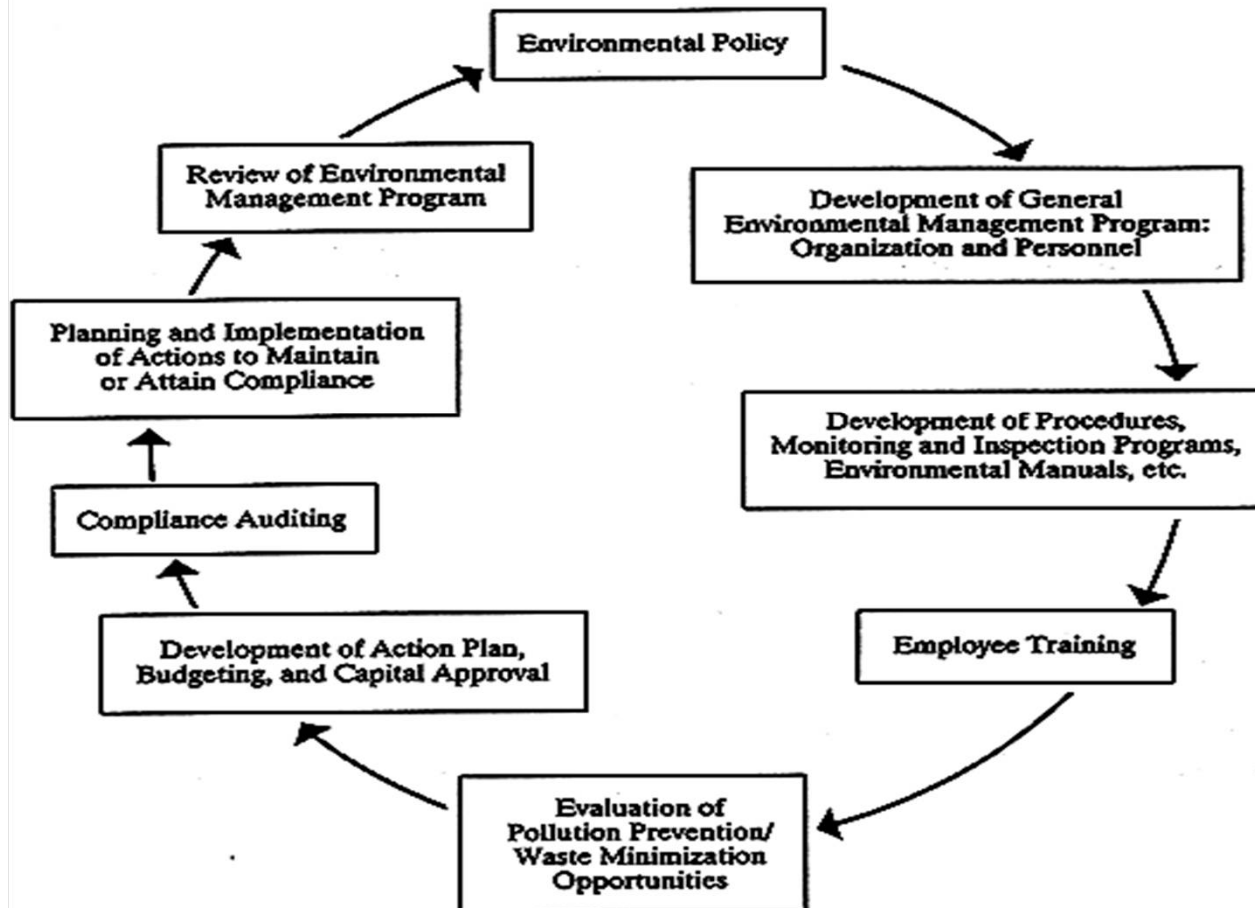 Environmental Policy
Development of General
Environmental Management Program:
Organization and Personnel
Development of Procedures,
Monitoring and Inspection Programs,
Environmental Manuals, etc.
Employee Training
Evaluation of
Pollution Prevention/
Waste Minimization
Opportunities
Development of Action Plan,
Budgeting, and Capital Approval
Compliance Auditing
Planning and Implementation
of Actions to Maintain
or Attain Compliance
Review of Environmental
Management Program